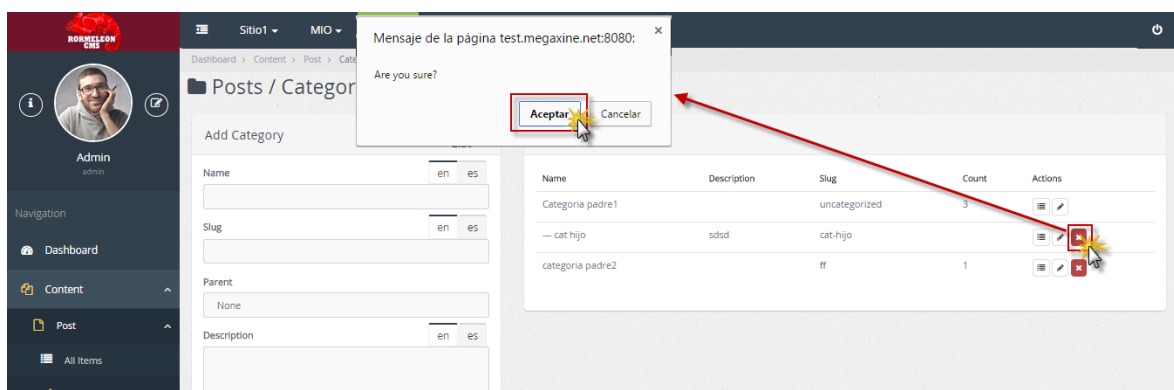 RORMELEON
CMS
Admin
admin
Navigation
Dashboard
Content
Post
All Items
Sitio1
MIO
Dashboard > Content > Post > Cate
Posts / Categor
Mensaje de la página test.megaxine.net:8080:
Are you sure?
Aceptar Cancelar
Add Category
Name en es
Slug en es
Parent
None
Description en es
Name Description Slug Count Actions
Categoria padre1 uncategorized 3
— cat hijo sdsd cat-hijo
categoria padre2 ff 1